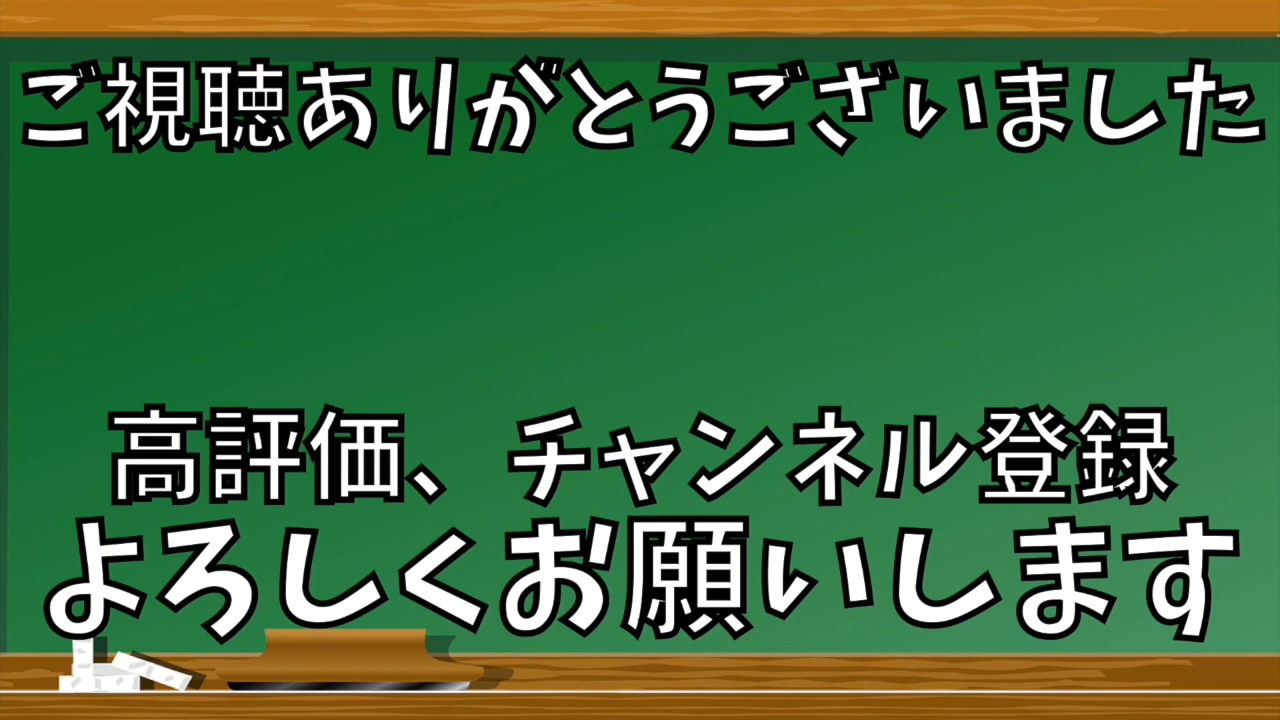 ご視聴ありがとうございました
高評価、チャンネル登録
よろしくお願いします